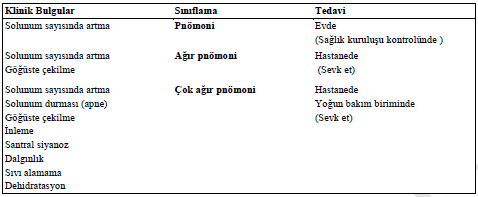 Klinik Bulgular Sınıflama Tedavi
Solunum sayısında artma Pnömoni Evde
(Sağlık kuruluşu kontrolünde )
Solunum sayısında artma Ağır pnömoni Hastanede
Göğüste çekilme (Sevk et)
Solunum sayısında artma Çok ağır pnömoni Hastanede
Solunum durması (apne) Yoğun bakım biriminde
Göğüste çekilme (Sevk et)
İnleme
Santral siyanoz
Dalgınlık
Sıvı alamama
Dehidratasyon